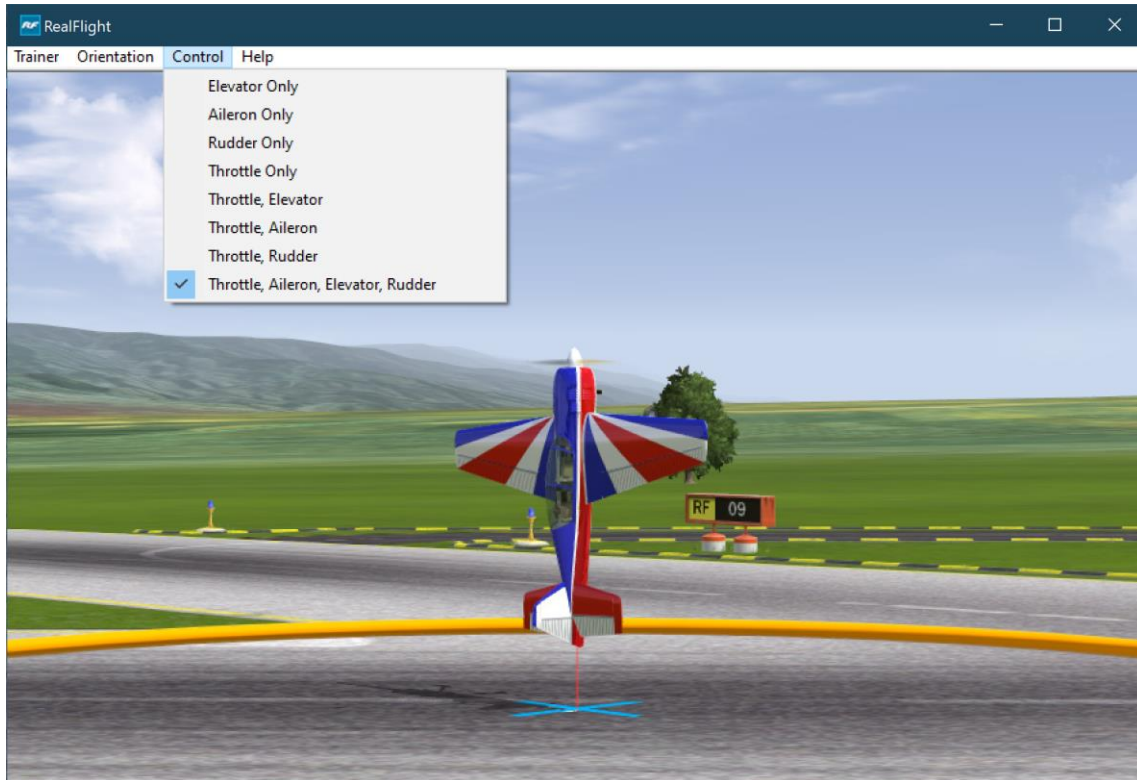 RF RealFlight
Trainer Orientation Control Help
Elevator Only
Aileron Only
Rudder Only
Throttle Only
Throttle, Elevator
Throttle, Aileron
Throttle, Rudder
Throttle, Aileron, Elevator, Rudder
RF 09